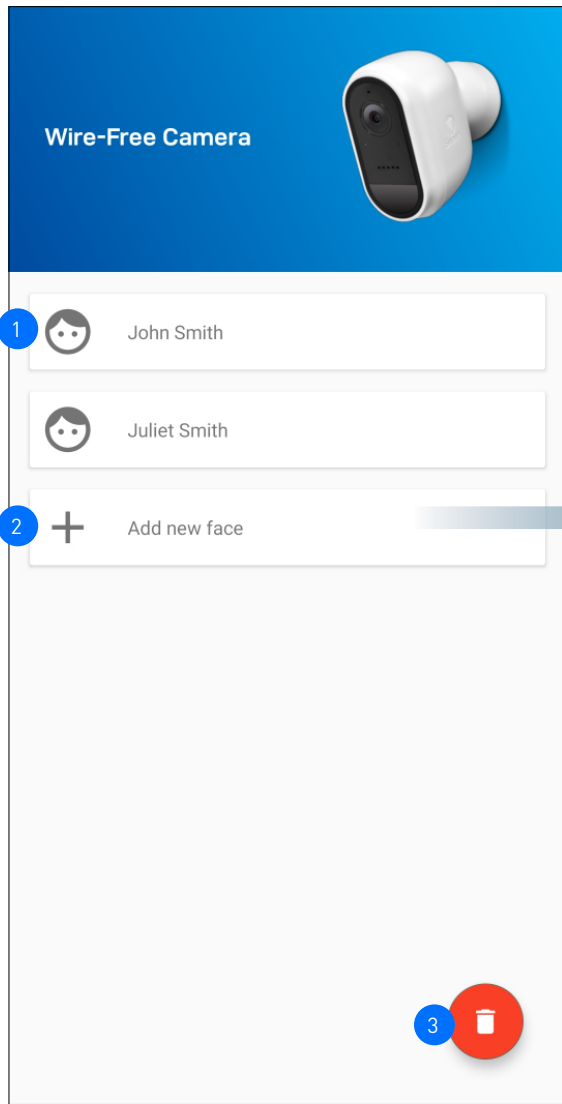 Wire-Free Camera
1
John Smith
Juliet Smith
2
Add new face
3